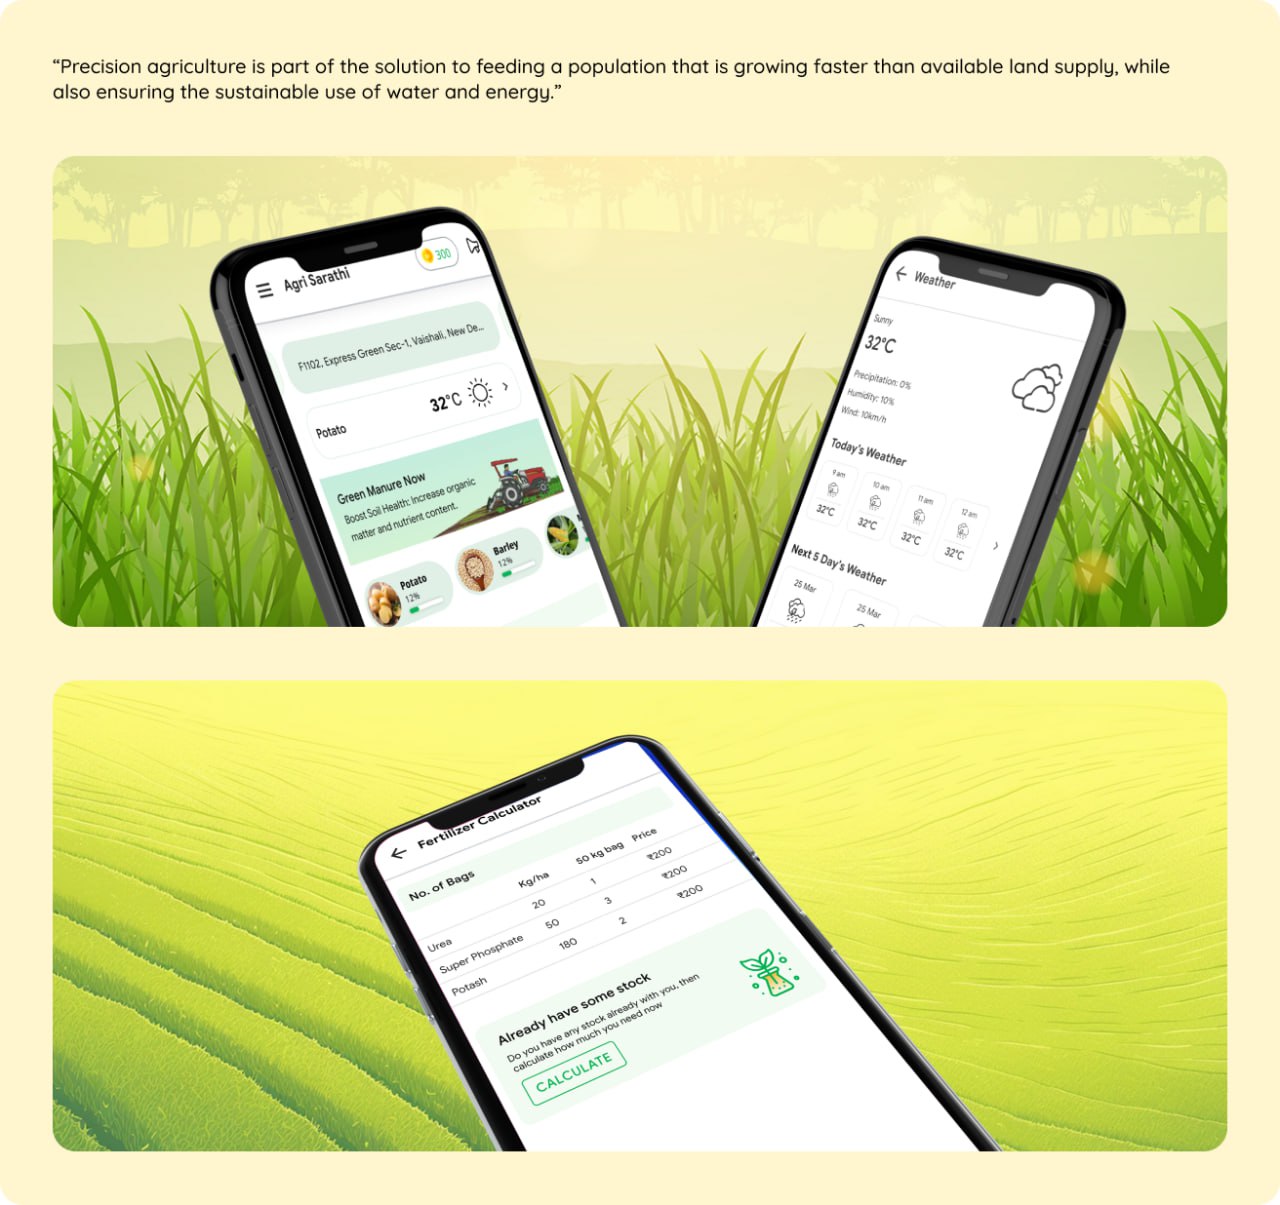 “Precision agriculture is part of the solution to feeding a population that is growing faster than available land supply, while
also ensuring the sustainable use of water and energy.”
Agri Sarathi
300
F1102, Express Green Sec-1, Vaishali, New De...
32°C
Potato
Green Manure Now
Boost Soil Health: Increase organic
matter and nutrient content.
Potato
12%
Barley
12%
Weather
Sunny
32°C
Precipitation: 0%
Humidity: 10%
Wind: 10km/h
Today's Weather
9 am 10 am 11 am 12 am
32°C 32°C 32°C 32°C
Next 5 Day's Weather
25 Mar 25 Mar
Fertilizer Calculator
No. of Bags
Kg/ha 50 kg bag Price
Urea 20 1 ₹200
Super Phosphate 50 3 ₹200
Potash 180 2 ₹200
Already have some stock
Do you have any stock already with you, then
calculate how much you need now
CALCULATE